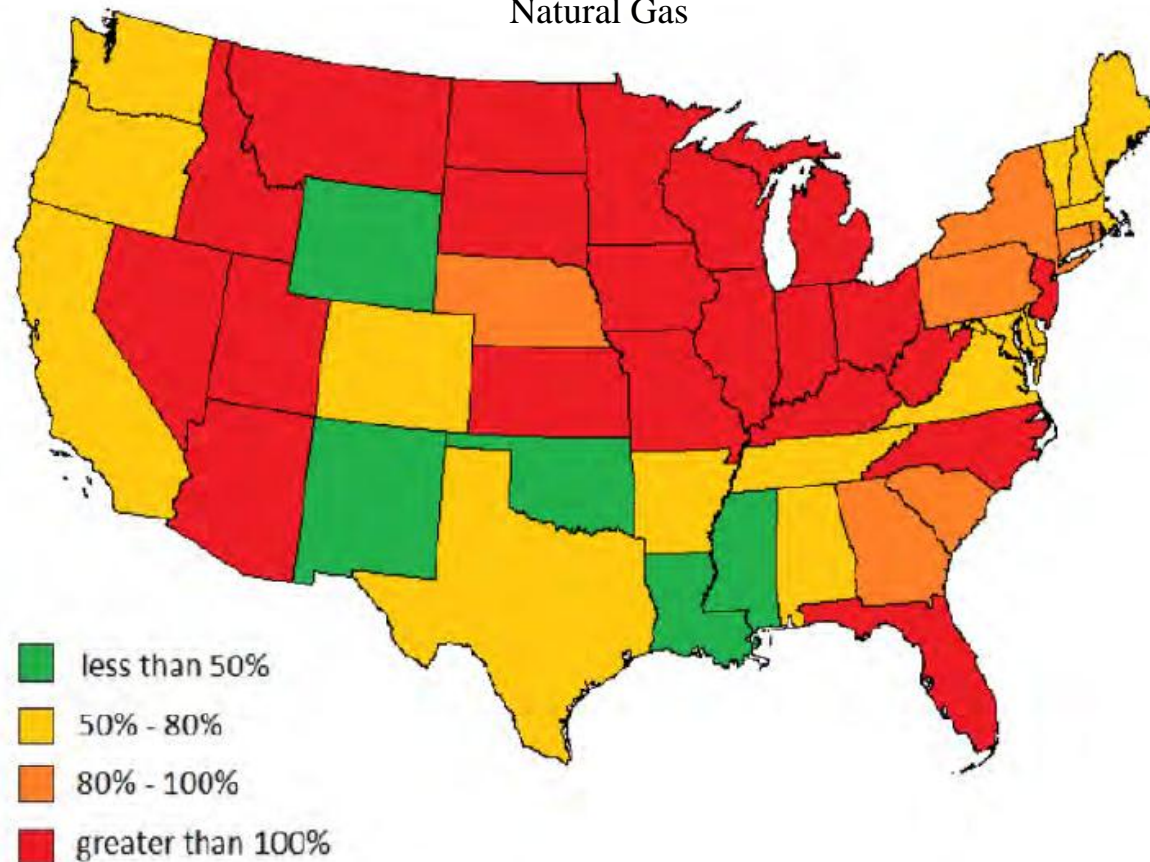 Natural Gas
less than 50%
50% - 80%
80% - 100%
greater than 100%